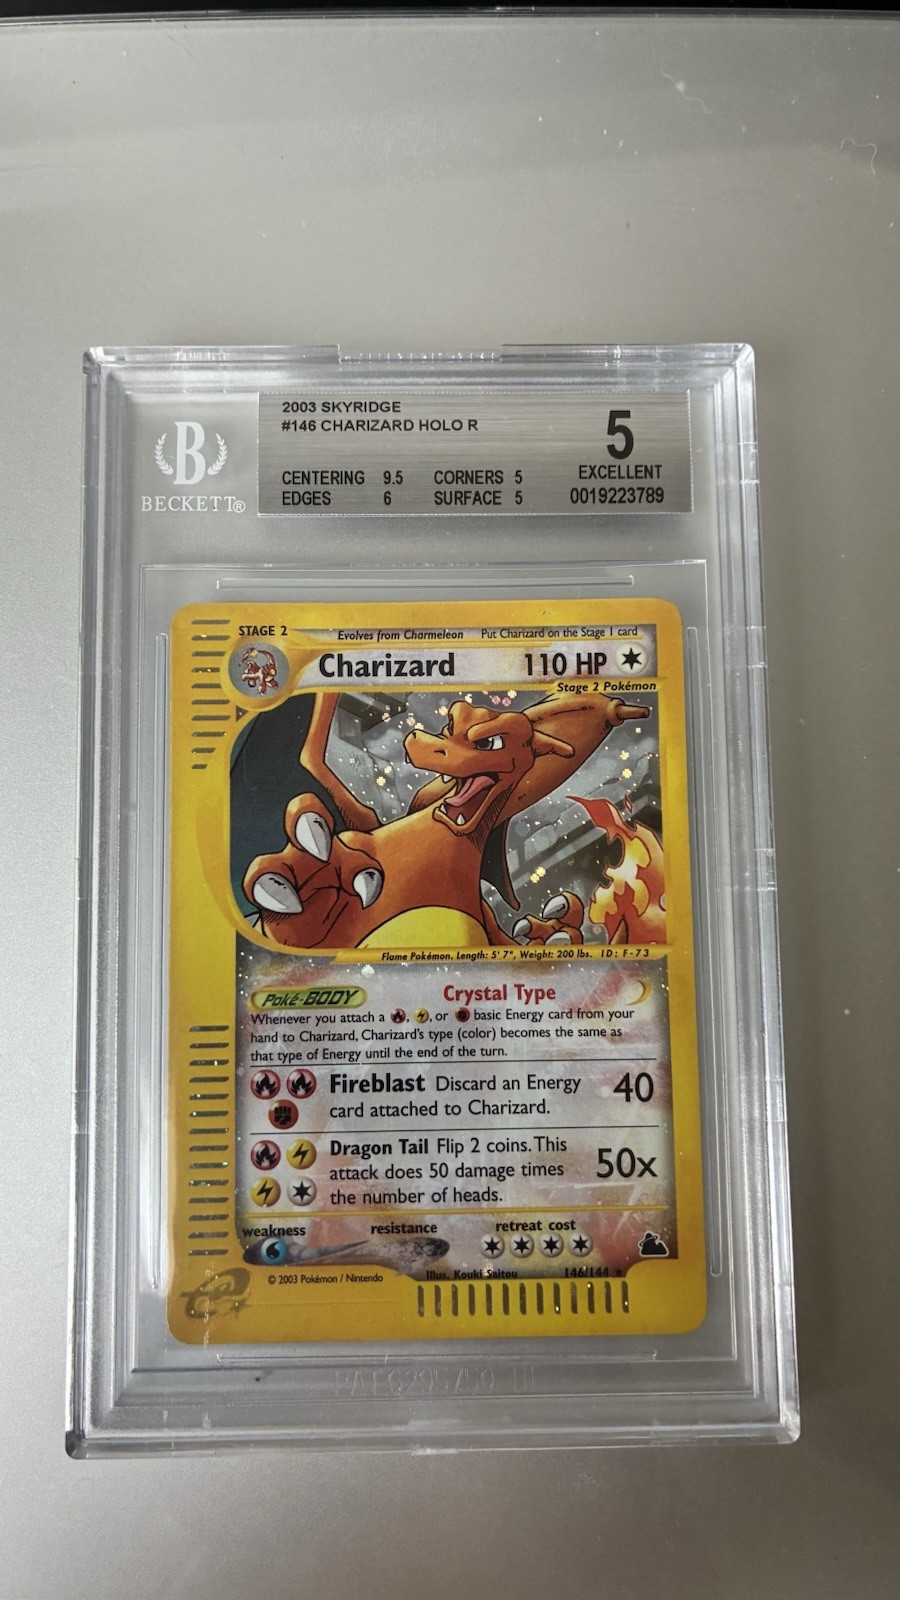 2003 SKYRIDGE
#146 CHARIZARD HOLO R
5
EXCELLENT
0019223789
CENTERING 9.5 CORNERS 5
EDGES 6 SURFACE 5
B
BECKETT®
STAGE 2 Evolves from Charmeleon Put Charizard on the Stage 1 card
Charizard 110 HP
Stage 2 Pokémon
Flame Pokémon. Length: 5' 7", Weight: 200 lbs. ID: F-73
Poké-BODY Crystal Type
Whenever you attach a , , or basic Energy card from your
hand to Charizard, Charizard's type (color) becomes the same as
that type of Energy until the end of the turn.
Fireblast Discard an Energy 40
card attached to Charizard.
Dragon Tail Flip 2 coins. This
attack does 50 damage times 50x
the number of heads.
weakness resistance retreat cost
Illus. Kouki Saitou 146/144 ★
© 2003 Pokémon / Nintendo
e